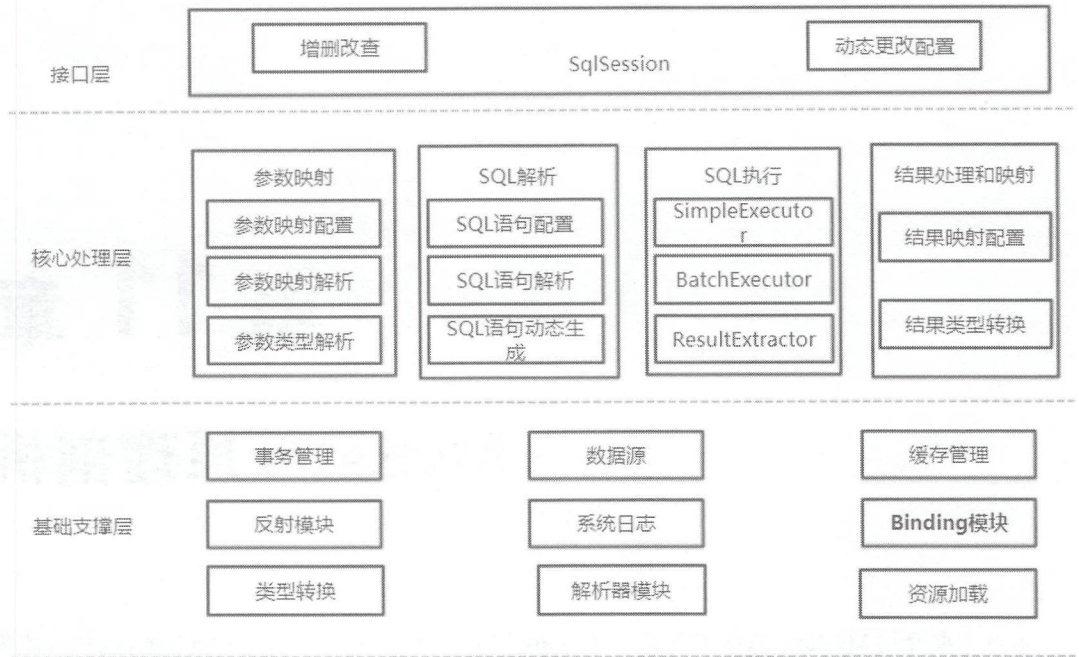 增删改查
动态更改配置
SqlSession
接口层
参数映射
SQL解析
SQL执行
结果处理和映射
参数映射配置
SQL语句配置
SimpleExecuto
r
结果映射配置
核心处理层
参数映射解析
SQL语句解析
BatchExecutor
参数类型解析
SQL语句动态生
成
ResultExtractor
结果类型转换
事务管理
数据源
缓存管理
基础支撑层
反射模块
系统日志
Binding模块
类型转换
解析器模块
资源加载